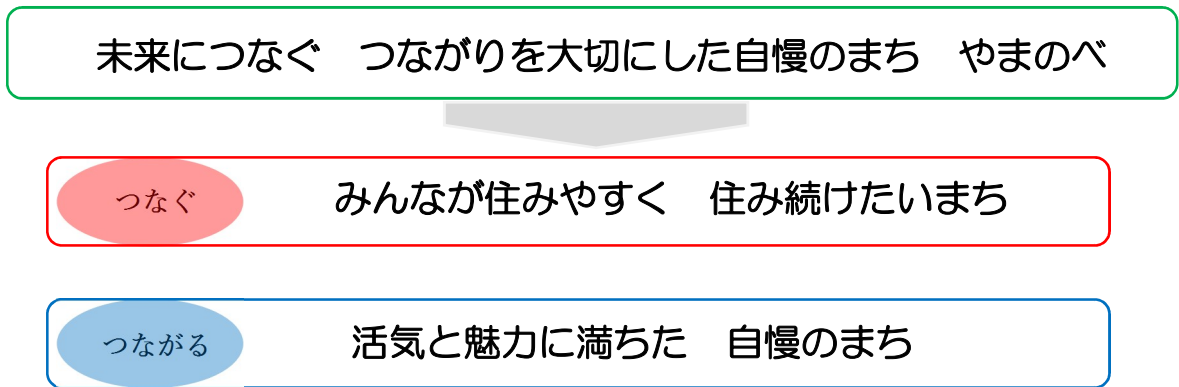 未来につなぐ　つながりを大切にした自慢のまち　やまのべ
つなぐ　みんなが住みやすく　住み続けたいまち
つながる　活気と魅力に満ちた　自慢のまち